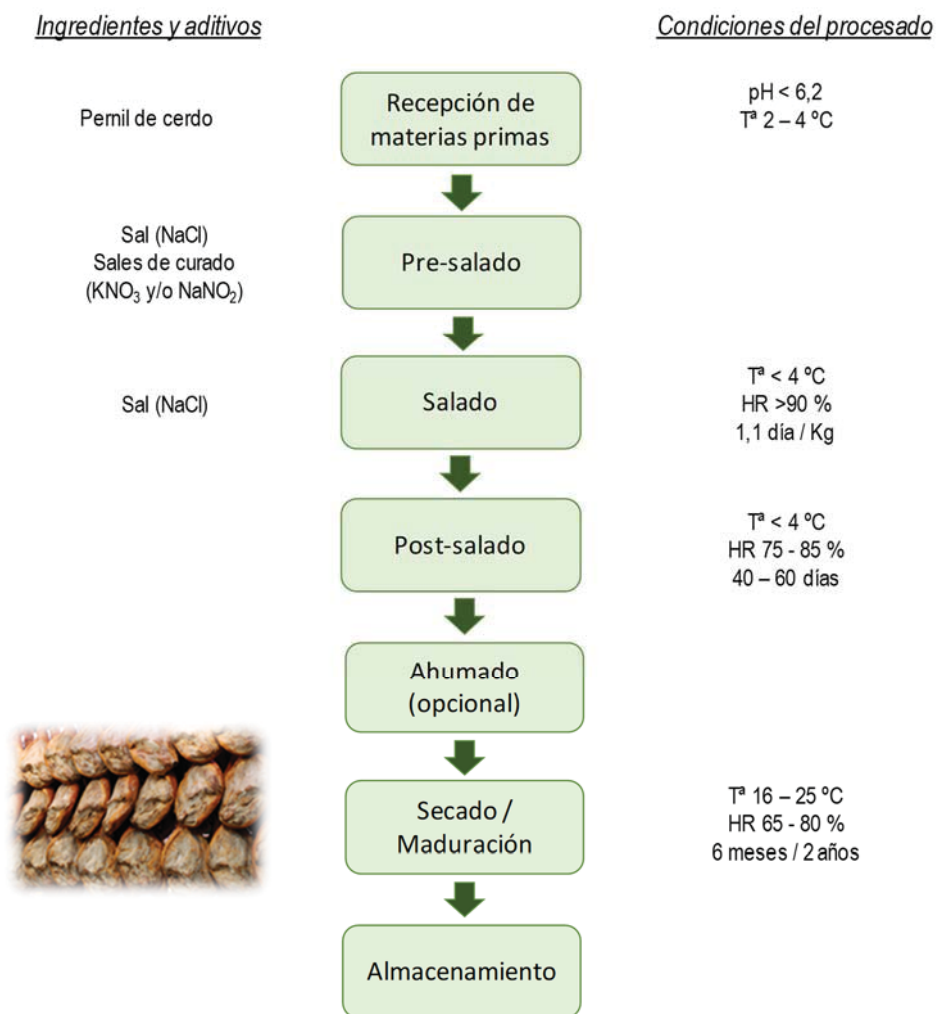 Ingredientes y aditivos
Condiciones del procesado
Pernil de cerdo
Recepción de
materias primas
pH < 6,2
Tª 2 – 4 ºC
Sal (NaCl)
Sales de curado
(KNO₃ y/o NaNO₂)
Pre-salado
Sal (NaCl)
Salado
Tª < 4 ºC
HR >90 %
1,1 día / Kg
Post-salado
Tª < 4 ºC
HR 75 - 85 %
40 – 60 días
Ahumado
(opcional)
Secado /
Maduración
Tª 16 – 25 ºC
HR 65 - 80 %
6 meses / 2 años
Almacenamiento